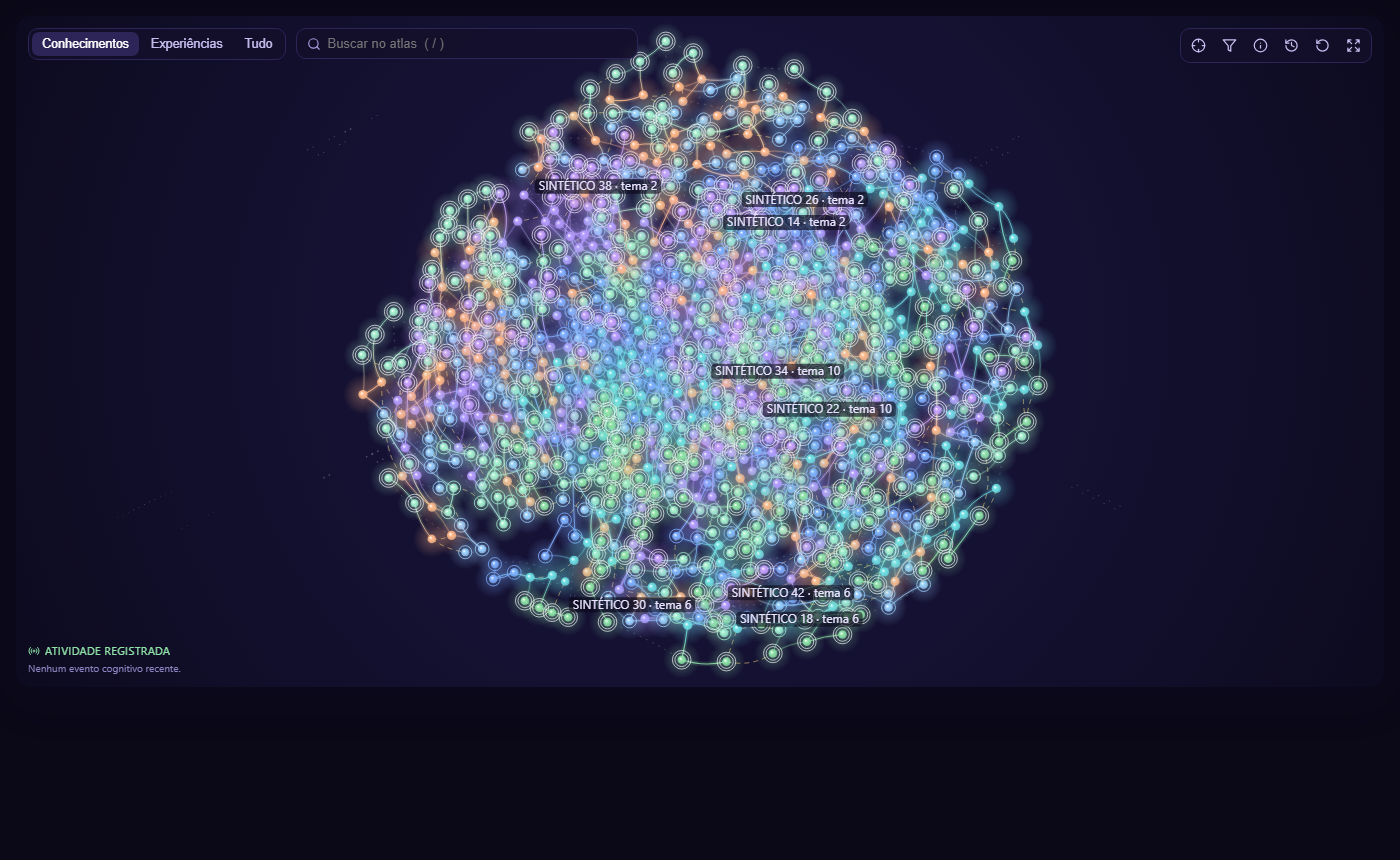 Conhecimentos Experiências Tudo Buscar no atlas ( / )
SINTÉTICO 38 · tema 2
SINTÉTICO 26 · tema 2
SINTÉTICO 14 · tema 2
SINTÉTICO 34 · tema 10
SINTÉTICO 22 · tema 10
SINTÉTICO 42 · tema 6
SINTÉTICO 30 · tema 6
SINTÉTICO 18 · tema 6
ATIVIDADE REGISTRADA
Nenhum evento cognitivo recente.